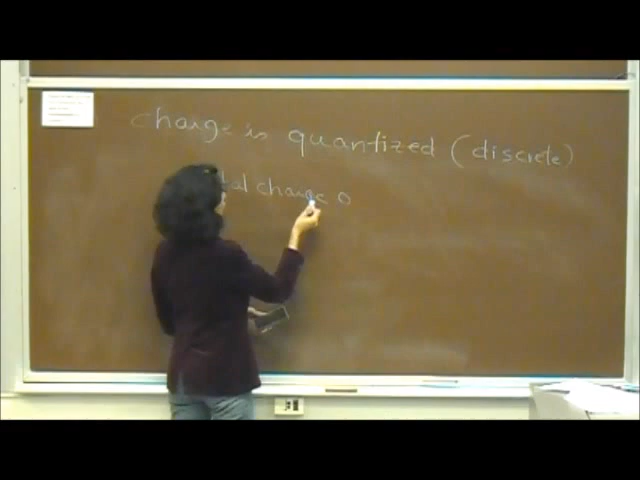 charge is quantized (discrete)
charge o